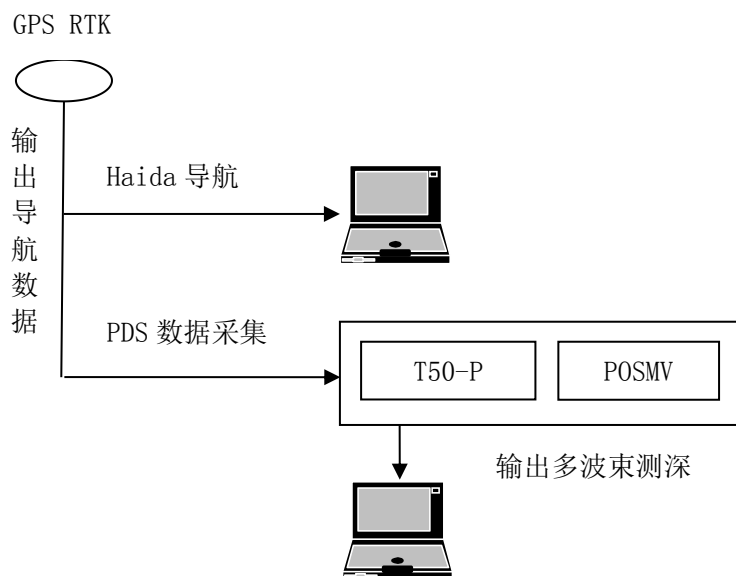 GPS RTK
输出导航数据
Haida 导航
PDS 数据采集
T50-P
POSMV
输出多波束测深